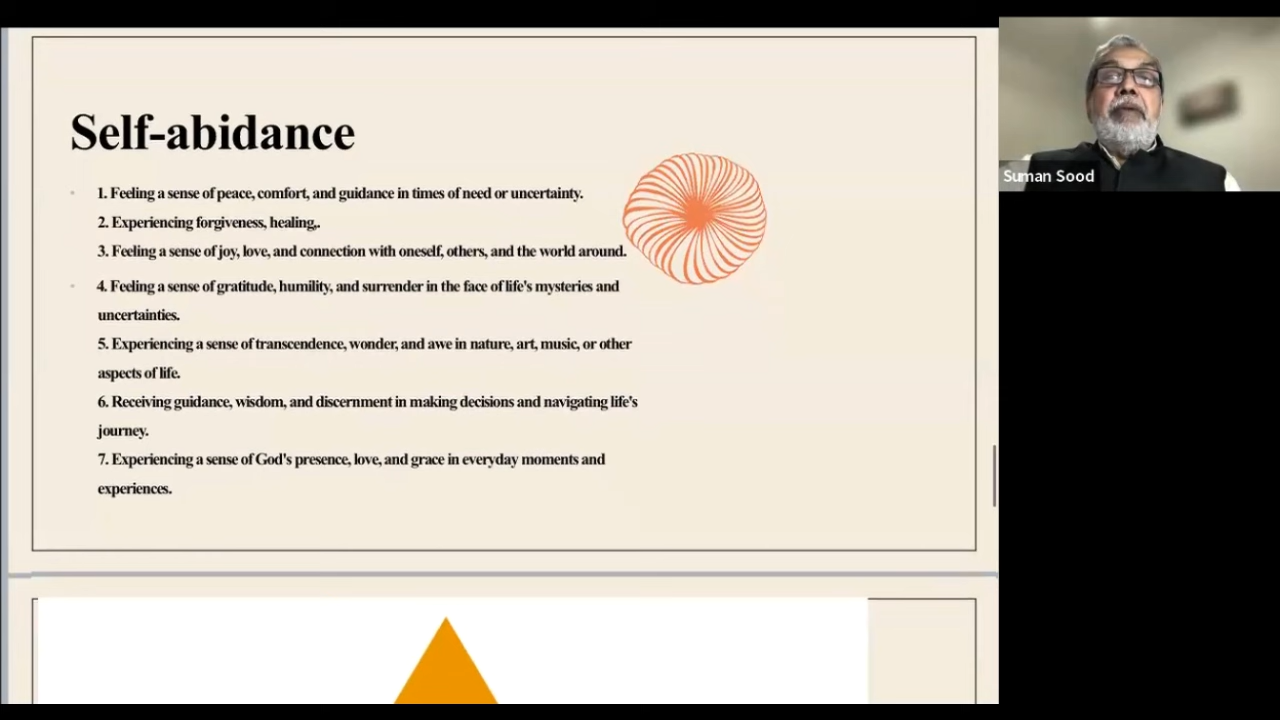 Self-abidance
1. Feeling a sense of peace, comfort, and guidance in times of need or uncertainty.
2. Experiencing forgiveness, healing,.
3. Feeling a sense of joy, love, and connection with oneself, others, and the world around.
4. Feeling a sense of gratitude, humility, and surrender in the face of life's mysteries and
uncertainties.
5. Experiencing a sense of transcendence, wonder, and awe in nature, art, music, or other
aspects of life.
6. Receiving guidance, wisdom, and discernment in making decisions and navigating life's
journey.
7. Experiencing a sense of God's presence, love, and grace in everyday moments and
experiences.
Suman Sood